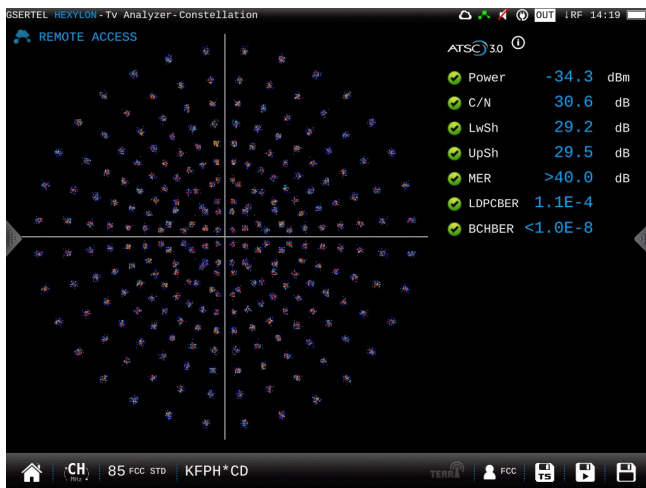 GSERTEL HEXYLON-Tv Analyzer-Constellation OUT ↓RF 14:19
REMOTE ACCESS
ATSC 3.0
Power -34.3 dBm
C/N 30.6 dB
LwSh 29.2 dB
UpSh 29.5 dB
MER >40.0 dB
LDPCBER 1.1E-4
BCHBER <1.0E-8
CH MHz 85 FCC STD KFPH*CD TERR FCC TS